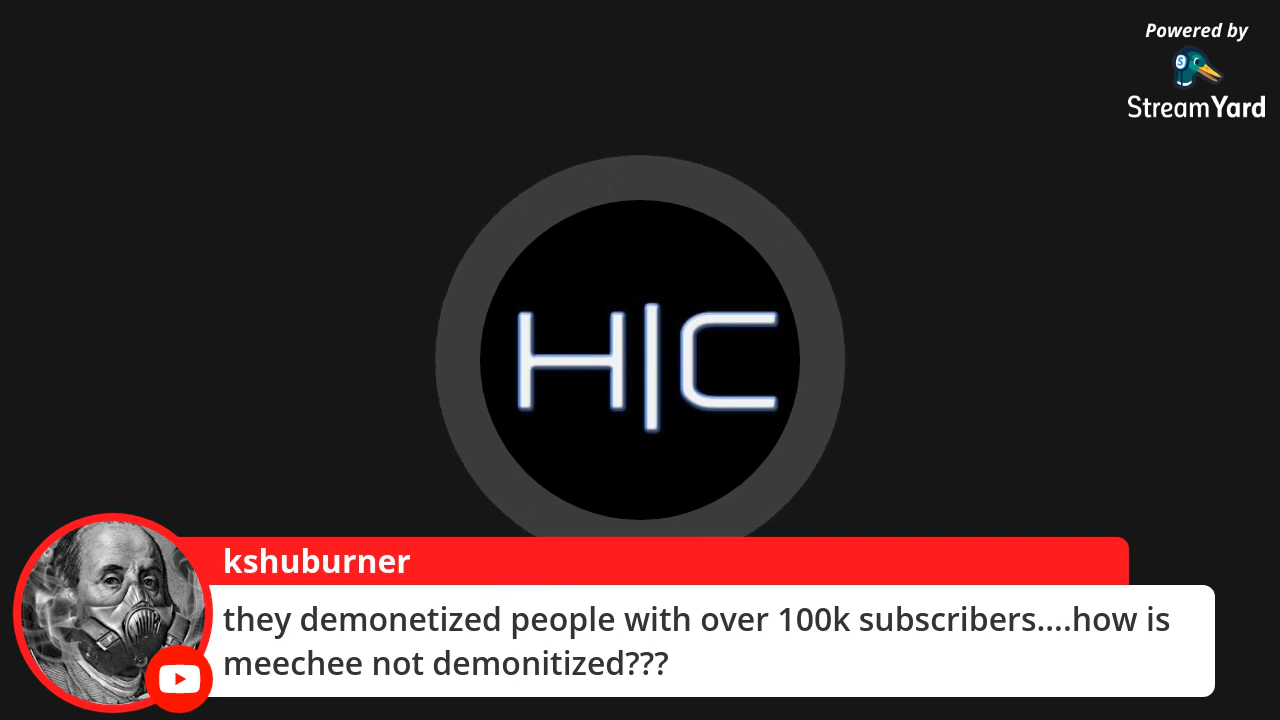 Powered by
StreamYard
H|C
kshuburner
they demonetized people with over 100k subscribers....how is
meechee not demonitized???